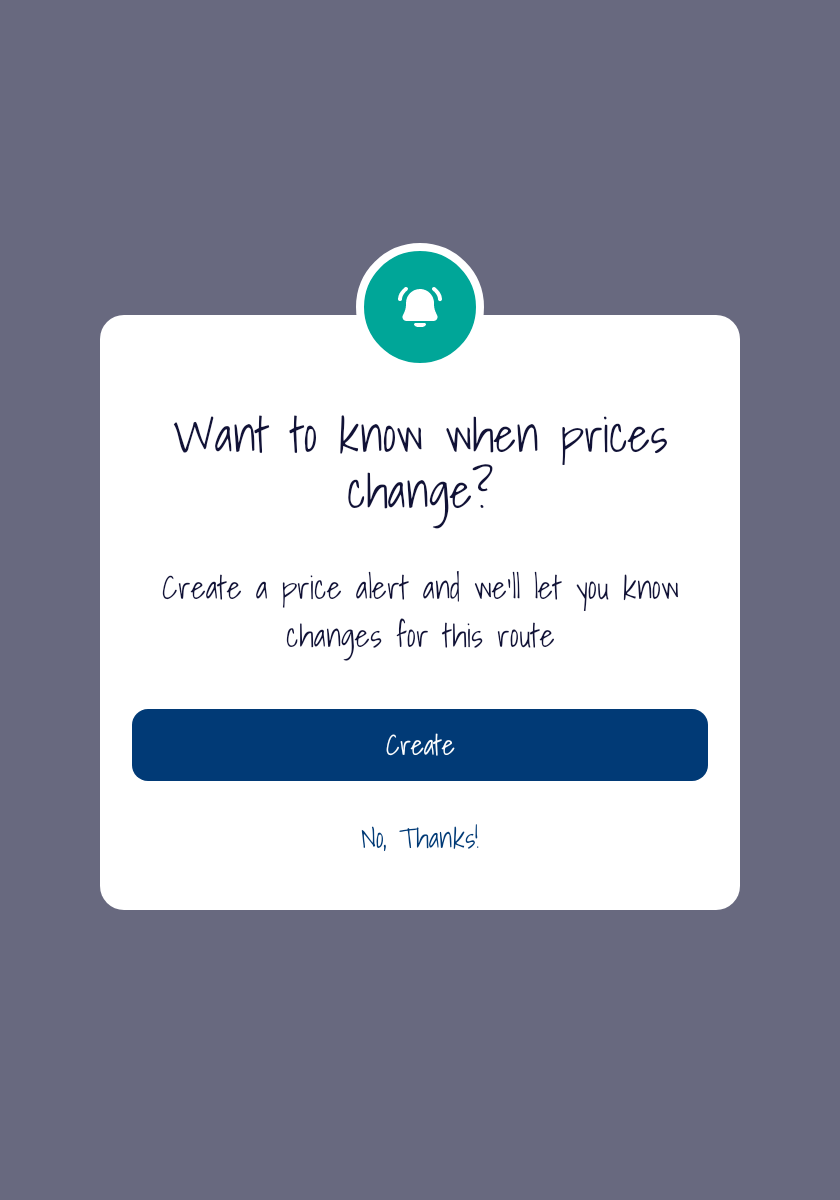 Want to know when prices
change?
Create a price alert and we'll let you know
changes for this route
Create
No, Thanks!